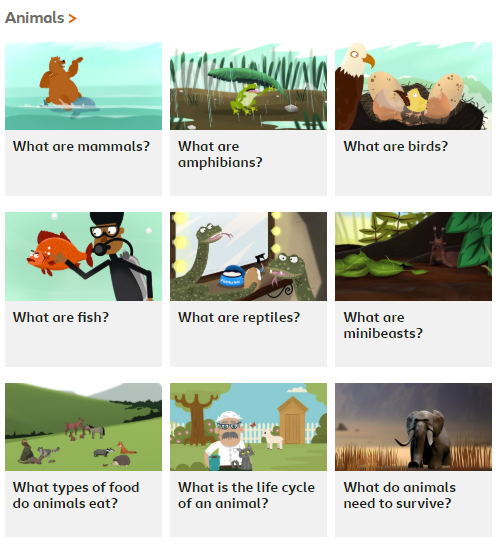 Animals >
What are mammals?
What are
amphibians?
What are birds?
What are fish?
What are reptiles?
What are
minibeasts?
What types of food
do animals eat?
What is the life cycle
of an animal?
What do animals
need to survive?